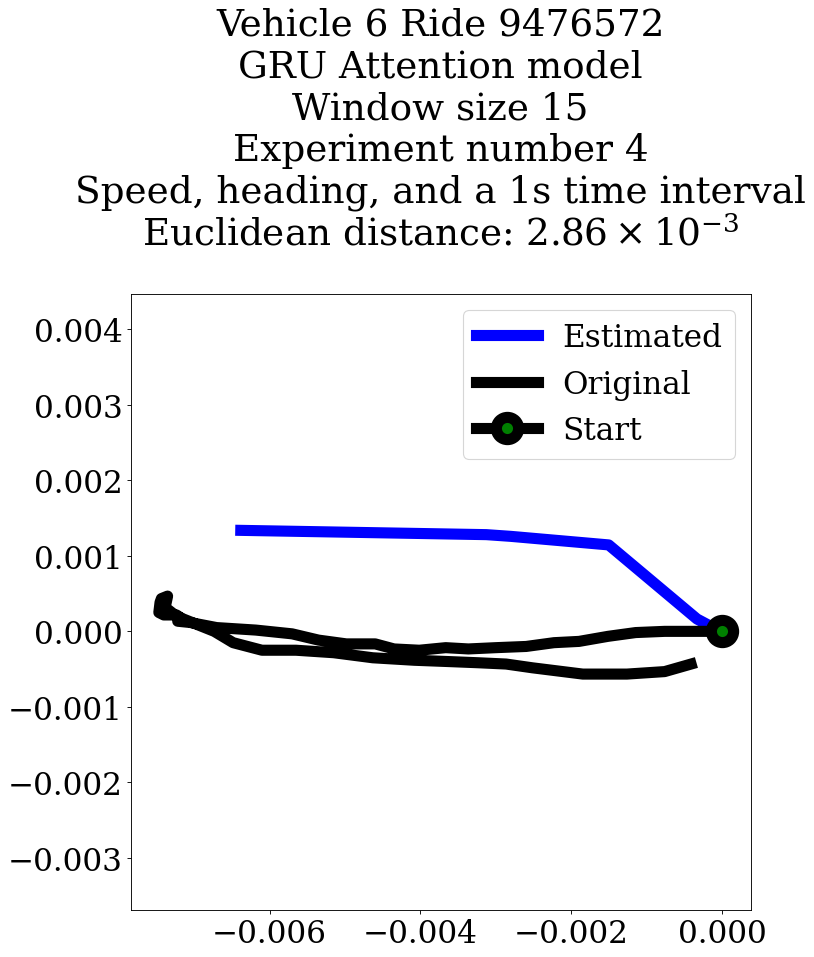 Vehicle 6 Ride 9476572
GRU Attention model
Window size 15
Experiment number 4
Speed, heading, and a 1s time interval
Euclidean distance: 2.86 × 10⁻³
Estimated
Original
Start
0.004
0.003
0.002
0.001
0.000
−0.001
−0.002
−0.003
−0.006
−0.004
−0.002
0.000